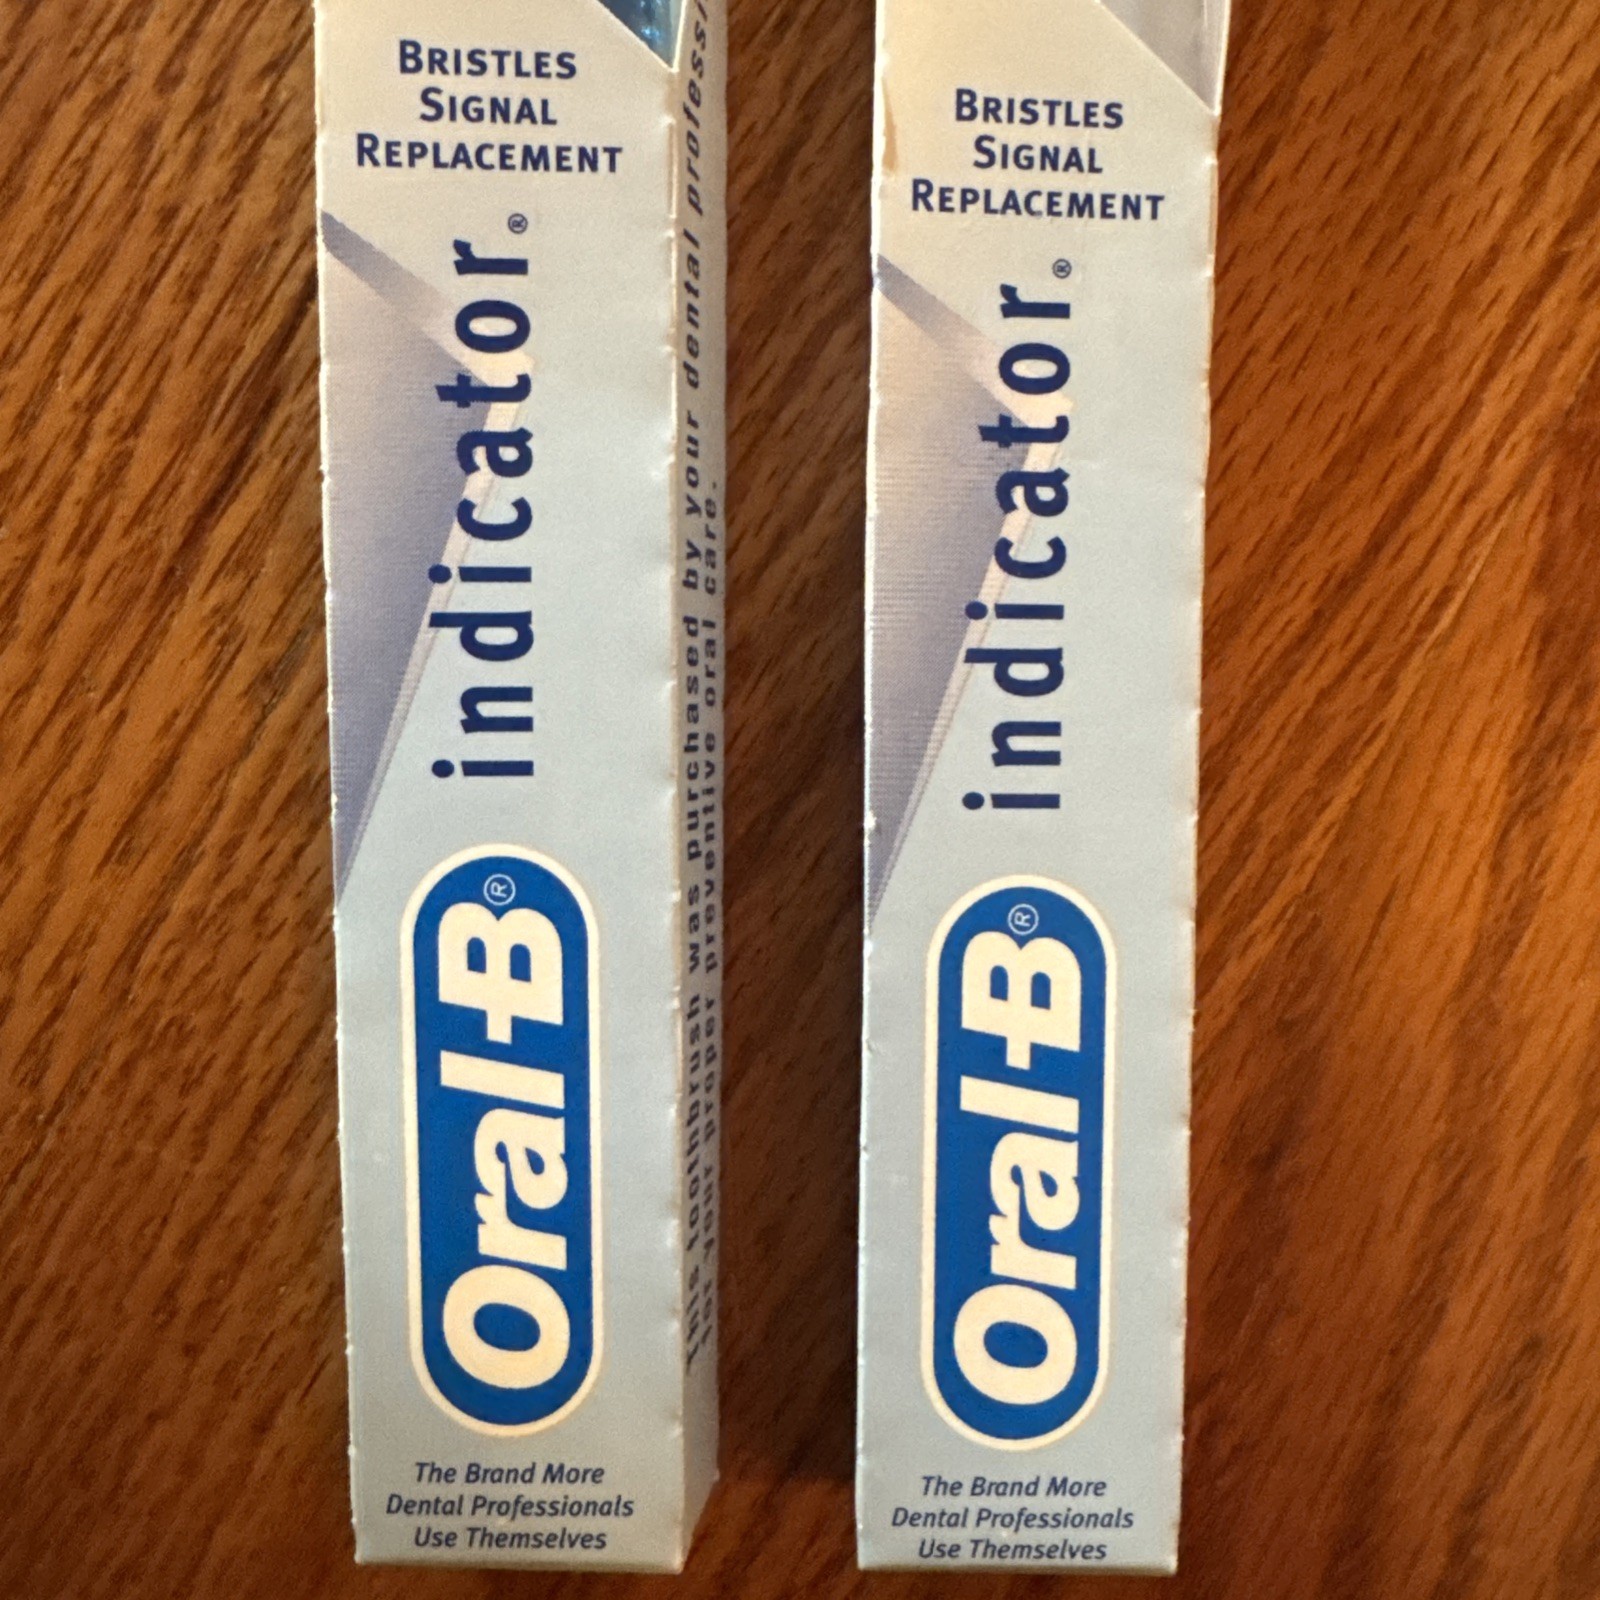 BRISTLES
SIGNAL
REPLACEMENT
indicator®
Oral-B®
The Brand More
Dental Professionals
Use Themselves
This toothbrush was purchased by your dental
for your proper preventive oral care.
BRISTLES
SIGNAL
REPLACEMENT
indicator®
Oral-B®
The Brand More
Dental Professionals
Use Themselves